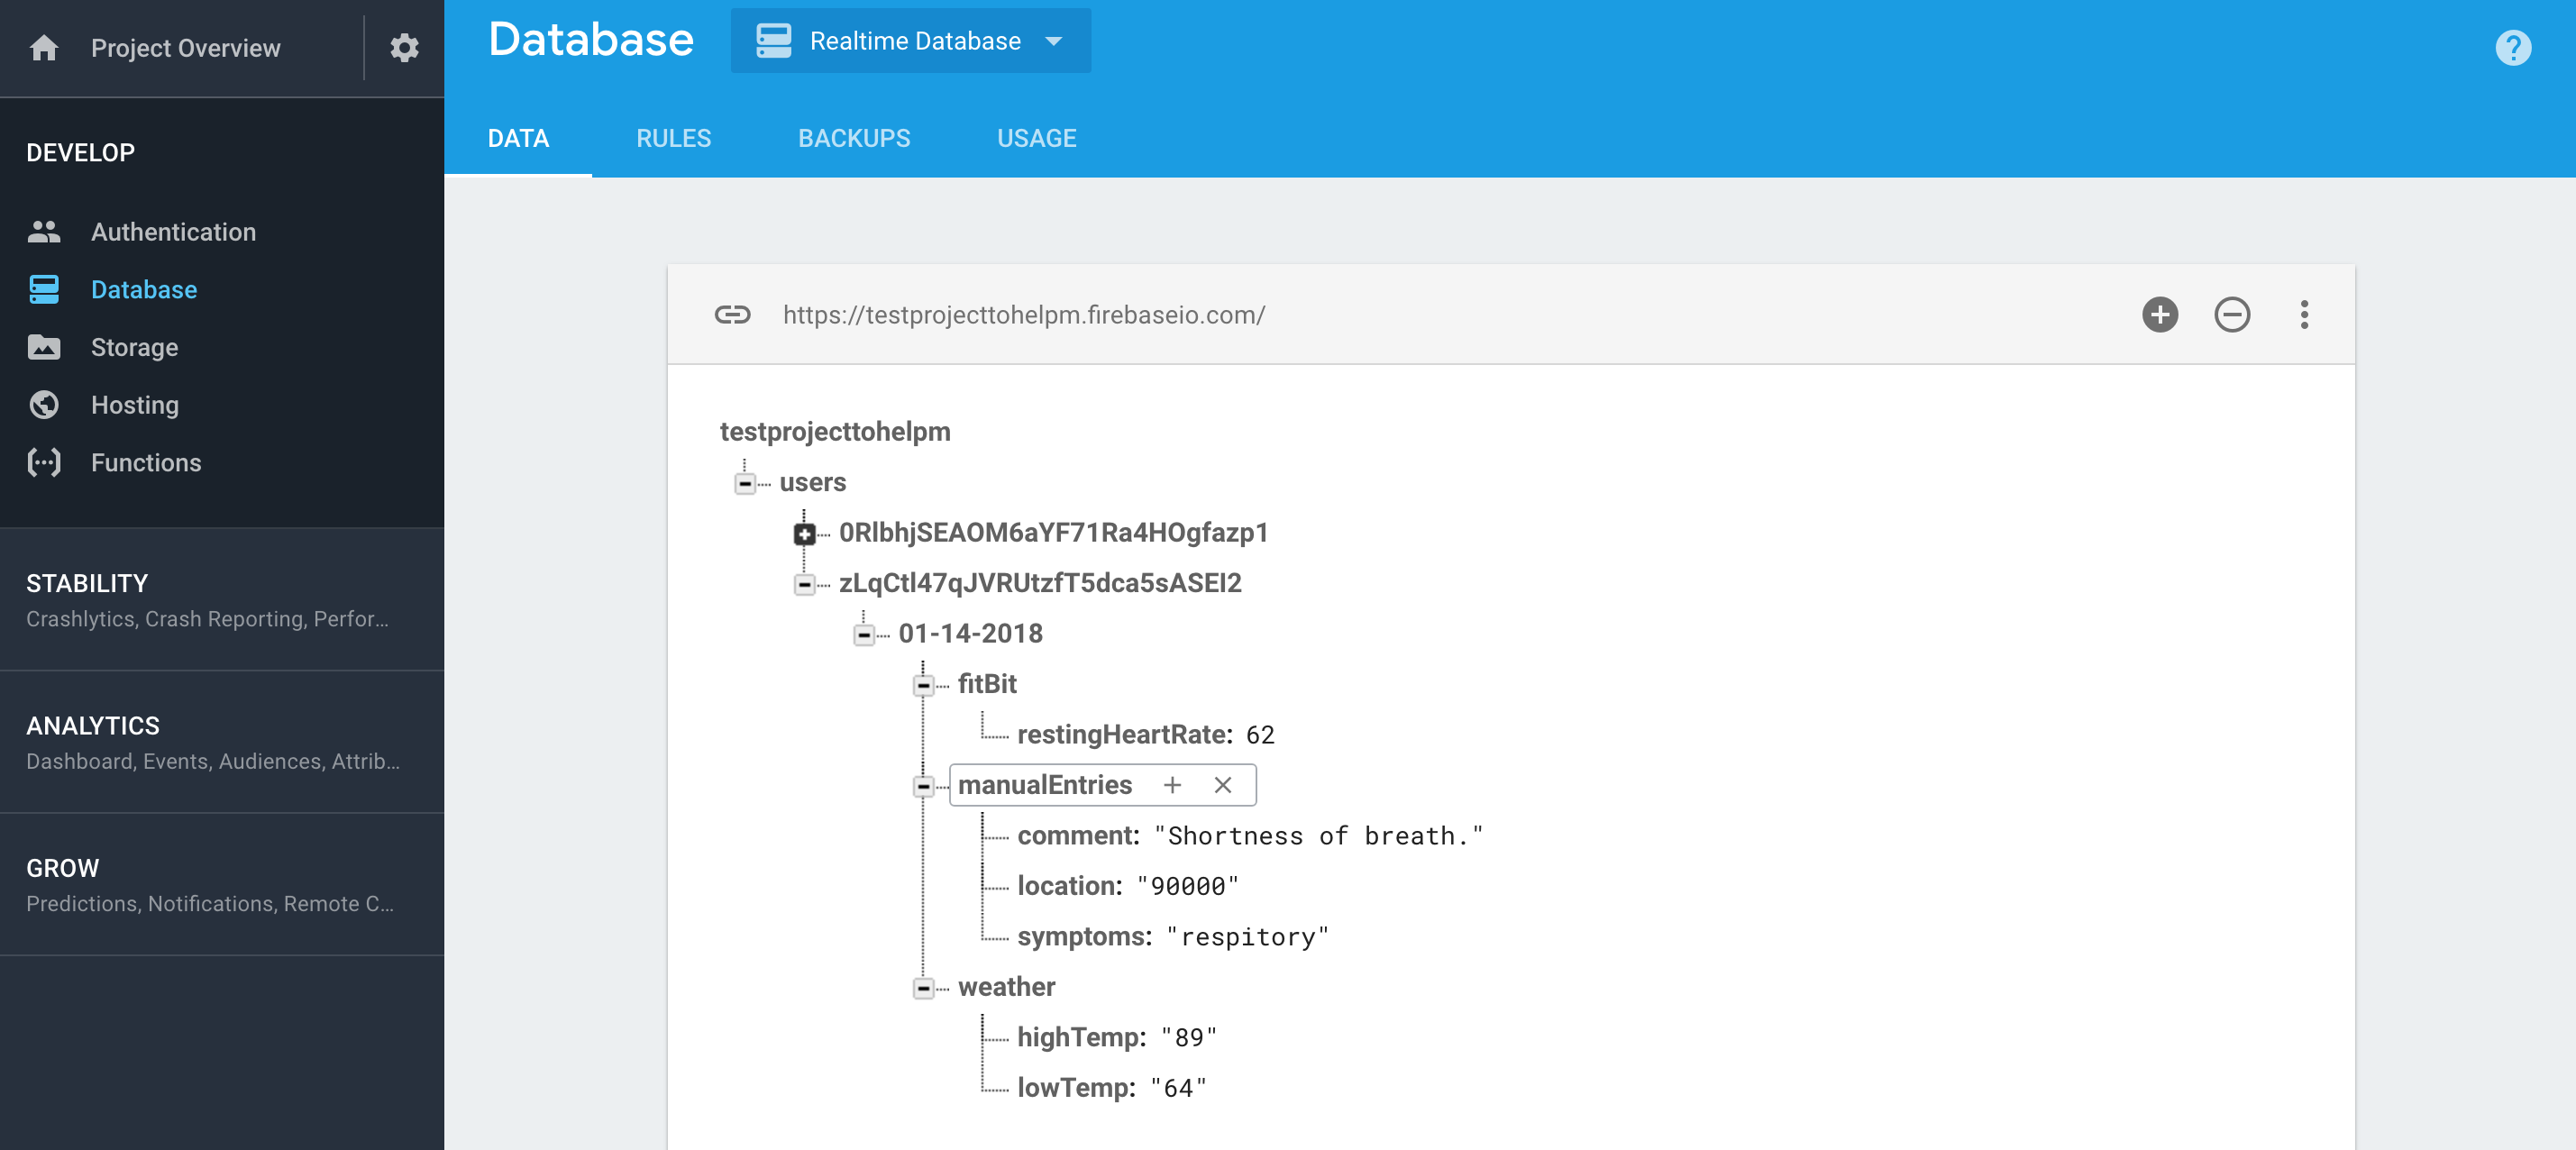 Project Overview
Database
Realtime Database
DATA
RULES
BACKUPS
USAGE
DEVELOP
Authentication
Database
Storage
Hosting
Functions
STABILITY
Crashlytics, Crash Reporting, Perfor...
ANALYTICS
Dashboard, Events, Audiences, Attrib...
GROW
Predictions, Notifications, Remote C...
https://testprojecttohelpm.firebaseio.com/
testprojecttohelpm
users
0RlbhjSEAOM6aYF71Ra4HOgfazp1
zLqCtl47qJVRUtzfT5dca5sASEI2
01-14-2018
fitBit
restingHeartRate: 62
manualEntries
comment: "Shortness of breath."
location: "90000"
symptoms: "respitory"
weather
highTemp: "89"
lowTemp: "64"